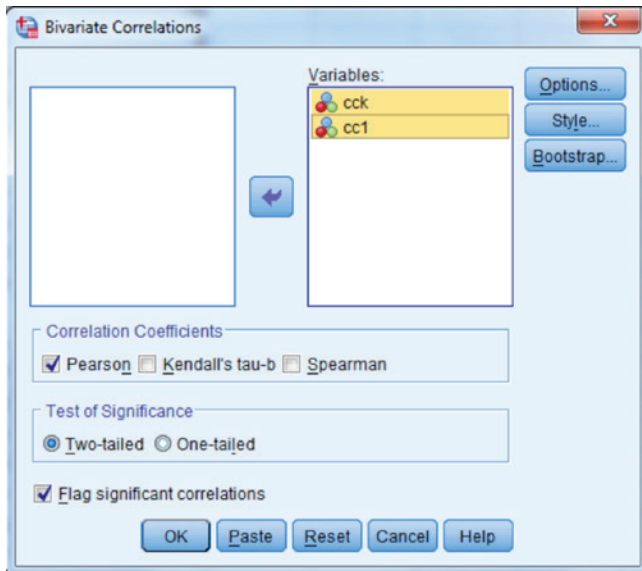 Bivariate Correlations
Variables:
cck
cc1
Options...
Style...
Bootstrap...
Correlation Coefficients
Pearson Kendall's tau-b Spearman
Test of Significance
Two-tailed One-tailed
Flag significant correlations
OK Paste Reset Cancel Help